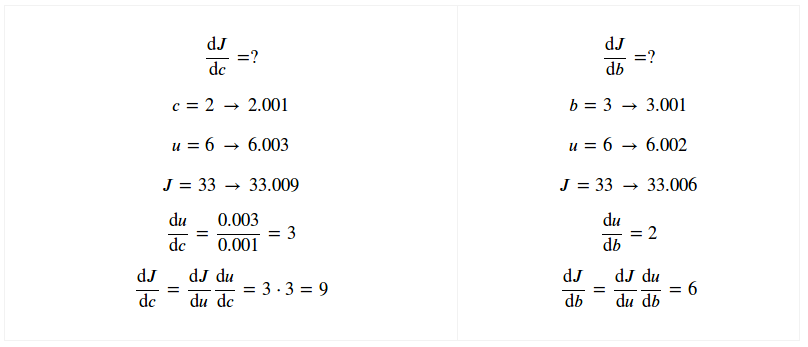 dJ/dc =?
c = 2 → 2.001
u = 6 → 6.003
J = 33 → 33.009
du/dc = 0.003/0.001 = 3
dJ/dc = dJ/du du/dc = 3 · 3 = 9
dJ/db =?
b = 3 → 3.001
u = 6 → 6.002
J = 33 → 33.006
du/db = 2
dJ/db = dJ/du du/db = 6